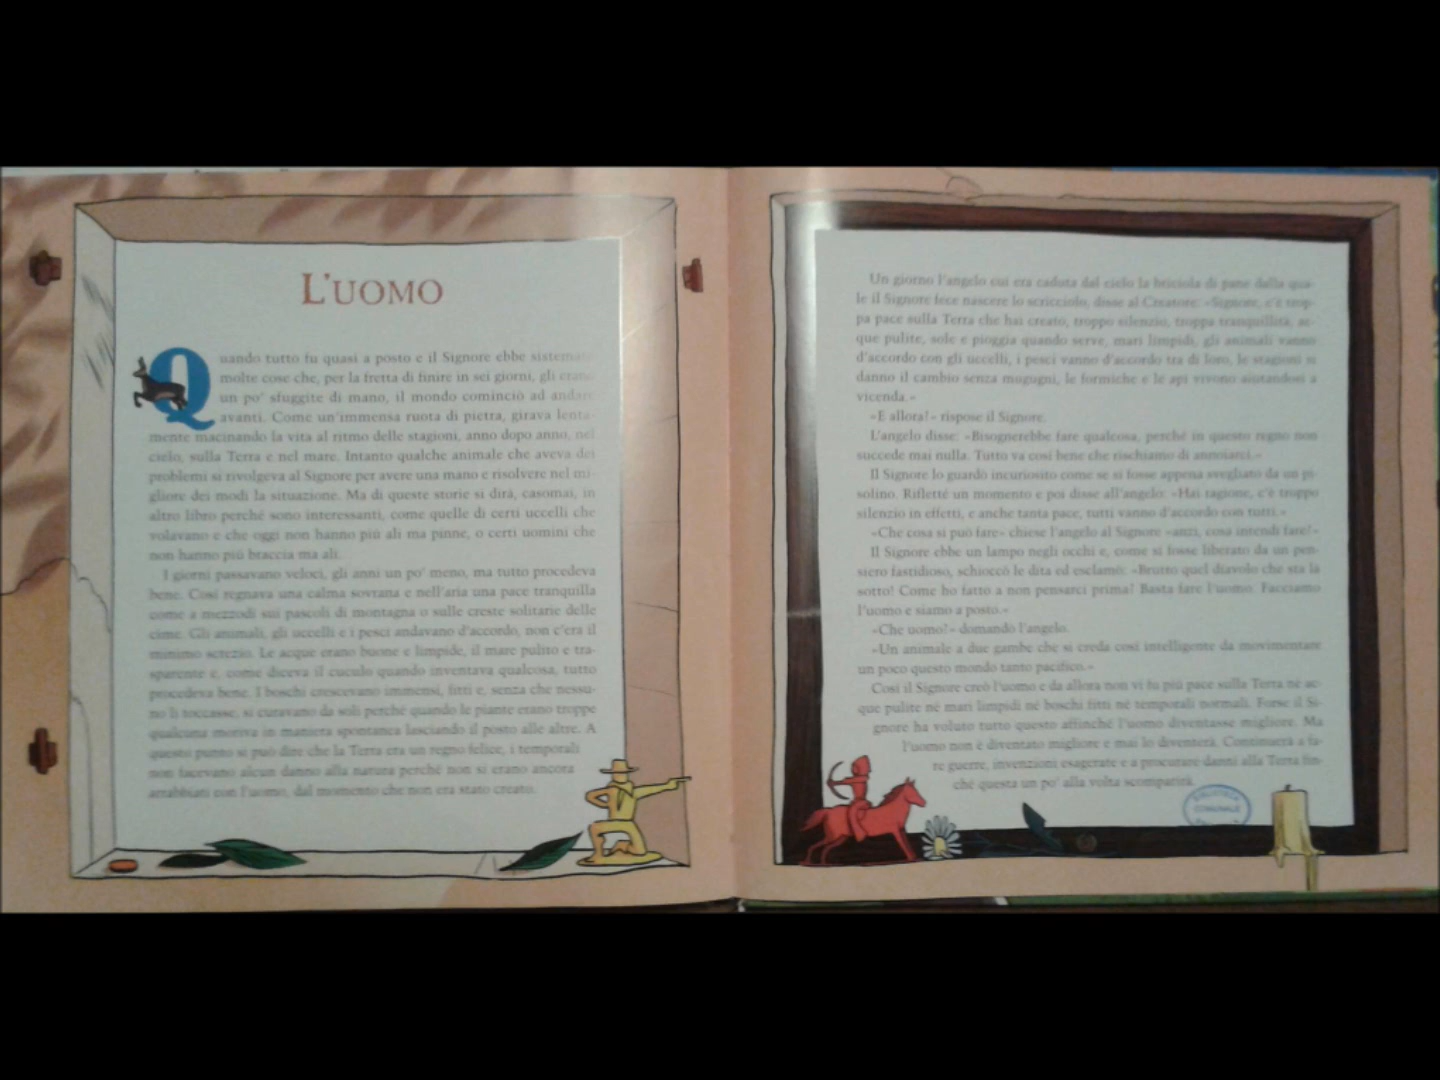 L'UOMO
Quando tutto fu quasi a posto e il Signore ebbe sistemate
molte cose che, per la fretta di finire in sei giorni, gli erano
un po' sfuggite di mano, il mondo cominciò ad andare
avanti. Come un'immensa ruota di pietra, girava lenta-
mente macinando la vita al ritmo delle stagioni, anno dopo anno, nel
cielo, sulla Terra e nel mare. Intanto qualche animale che aveva dei
problemi si rivolgeva al Signore per avere una mano e risolvere nel mi-
gliore dei modi la situazione. Ma di queste storie si dirà, casomai, in
altro libro perché sono interessanti, come quelle di certi uccelli che
volavano e che oggi non hanno più ali ma pinne, o certi uomini che
non hanno più braccia ma ali.
I giorni passavano veloci, gli anni un po' meno, ma tutto procedeva
bene. Così regnava una calma sovrana e nell'aria una pace tranquilla
come a mezzodì sui pascoli di montagna o sulle creste solitarie delle
cime. Gli animali, gli uccelli e i pesci andavano d'accordo, non c'era il
minimo screzio. Le acque erano buone e limpide, il mare pulito e tra-
sparente e, come diceva il cuculo quando inventava qualcosa, tutto
procedeva bene. I boschi crescevano immensi, fitti e, senza che nessu-
no li toccasse, si curavano da soli perché quando le piante erano troppe
qualcuna moriva in maniera spontanea lasciando il posto alle altre. A
questo punto si può dire che la Terra era un regno felice, i temporali
non facevano alcun danno alla natura perché non si erano ancora
arrabbiati con l'uomo, dal momento che non era stato creato.
Un giorno l'angelo cui era caduta dal cielo la briciola di pane dalla qua-
le il Signore fece nascere lo scricciolo, disse al Creatore: «Signore, c'è trop-
pa pace sulla Terra che hai creato, troppo silenzio, troppa tranquillità, ac-
que pulite, sole e pioggia quando serve, mari limpidi, gli animali vanno
d'accordo con gli uccelli, i pesci vanno d'accordo tra di loro, le stagioni si
danno il cambio senza mugugni, le formiche e le api vivono aiutandosi a
vicenda.»
«E allora?» rispose il Signore.
L'angelo disse: «Bisognerebbe fare qualcosa, perché in questo regno non
succede mai nulla. Tutto va così bene che rischiamo di annoiarci.»
Il Signore lo guardò incuriosito come se si fosse appena svegliato da un pi-
solino. Rifletté un momento e poi disse all'angelo: «Hai ragione, c'è troppo
silenzio in effetti, e anche tanta pace, tutti vanno d'accordo con tutti.»
«Che cosa si può fare» chiese l'angelo al Signore «anzi, cosa intendi fare?»
Il Signore ebbe un lampo negli occhi e, come si fosse liberato da un pen-
siero fastidioso, schioccò le dita ed esclamò: «Brutto quel diavolo che sta là
sotto! Come ho fatto a non pensarci prima? Basta fare l'uomo. Facciamo
l'uomo e siamo a posto.»
«Che uomo?» domandò l'angelo.
«Un animale a due gambe che si creda così intelligente da movimentare
un poco questo mondo tanto pacifico.»
Così il Signore creò l'uomo e da allora non vi fu più pace sulla Terra né ac-
que pulite né mari limpidi né boschi fitti né temporali normali. Forse il Si-
gnore ha voluto tutto questo affinché l'uomo diventasse migliore. Ma
l'uomo non è diventato migliore e mai lo diventerà. Continuerà a fa-
re guerre, invenzioni esagerate e a procurare danni alla Terra fin-
ché questa un po' alla volta scomparirà.
BIBLIOTECA
COMUNALE